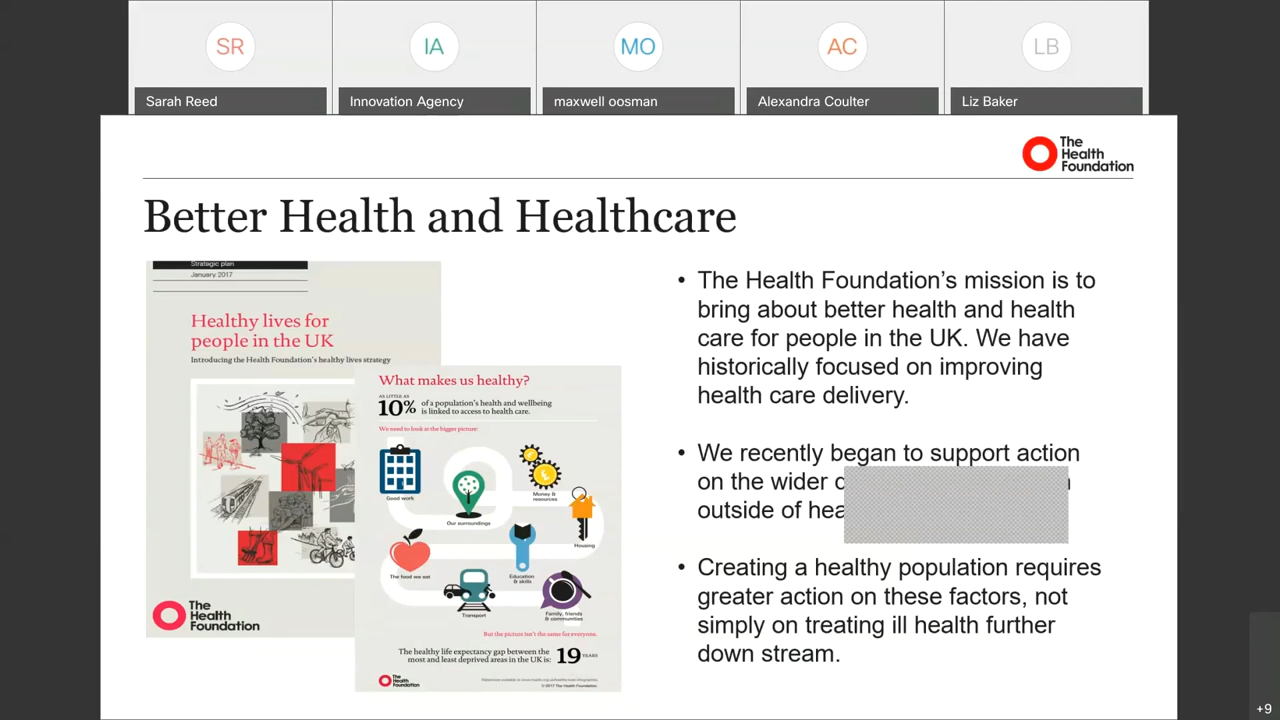 SR
IA
MO
AC
LB
Sarah Reed
Innovation Agency
maxwell oosman
Alexandra Coulter
Liz Baker
The
Health
Foundation
Better Health and Healthcare
Strategic plan
January 2017
Healthy lives for
people in the UK
Introducing the Health Foundation's healthy lives strategy
The
Health
Foundation
What makes us healthy?
AS LITTLE AS
10% of a population's health and wellbeing
is linked to access to health care.
We need to look at the bigger picture:
Good work
Our surroundings
Money &
resources
Housing
The food we eat
Education
& skills
Transport
Family, friends
& communities
But the picture isn't the same for everyone.
The healthy life expectancy gap between the
most and least deprived areas in the UK is: 19 YEARS
The
Health
Foundation
© 2017 The Health Foundation.
• The Health Foundation’s mission is to
bring about better health and health
care for people in the UK. We have
historically focused on improving
health care delivery.
• We recently began to support action
on the wider
outside of
• Creating a healthy population requires
greater action on these factors, not
simply on treating ill health further
down stream.
+9